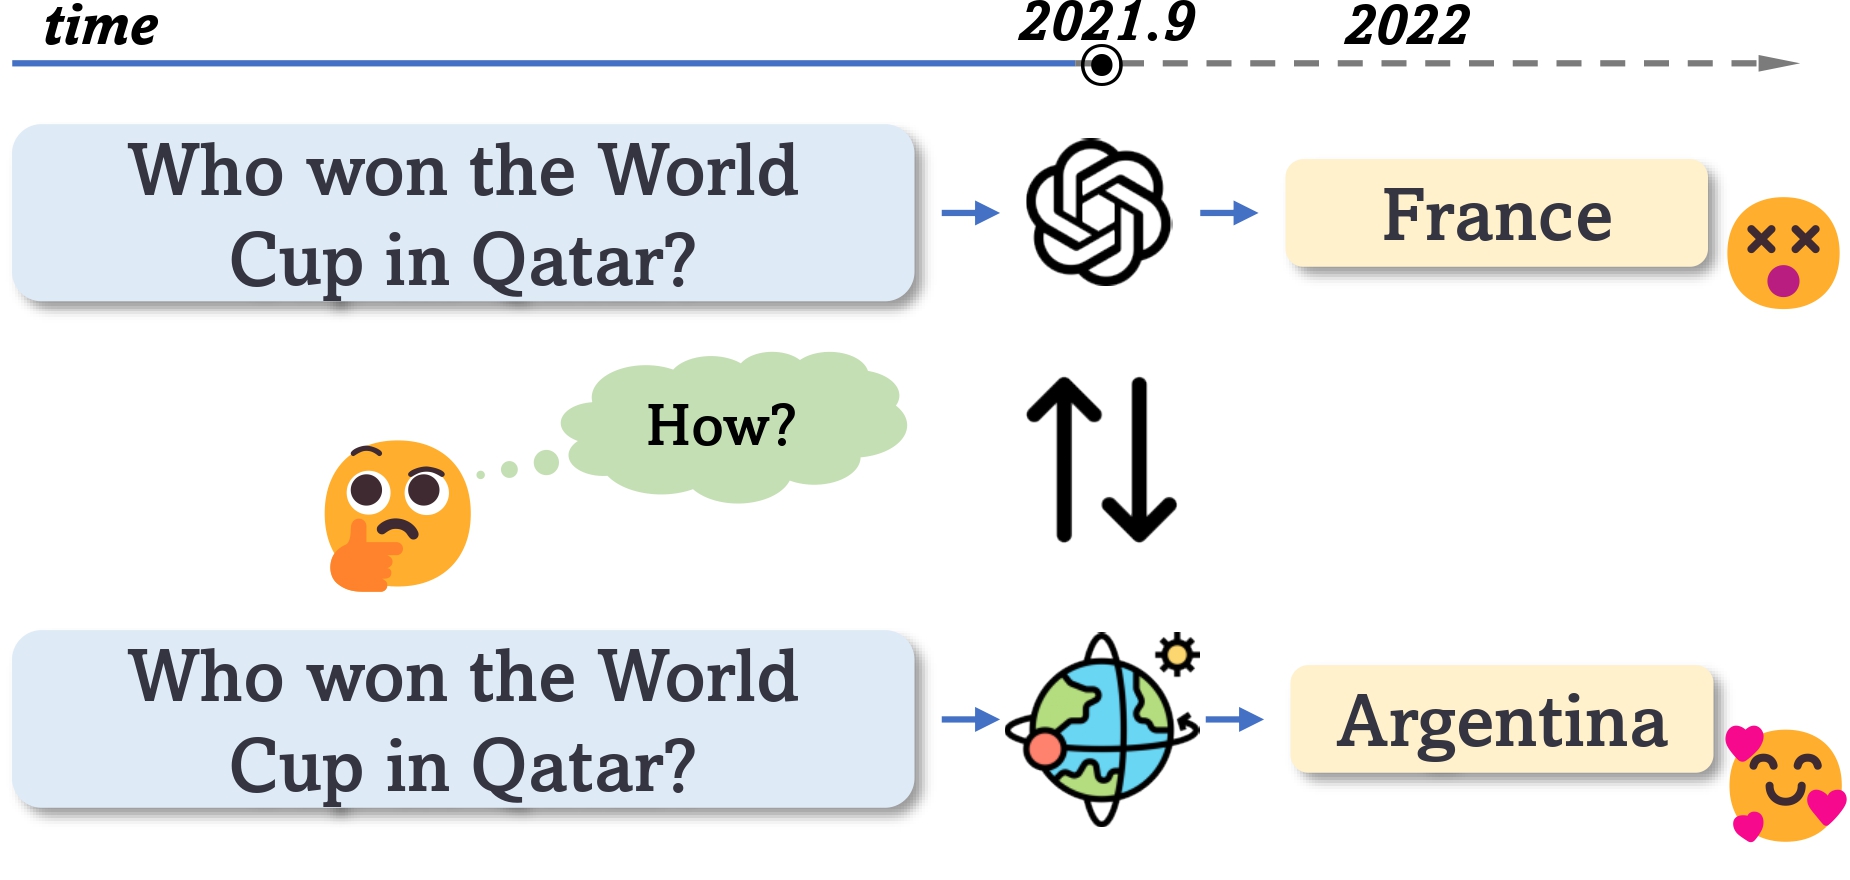 time
2021.9
2022
Who won the World
Cup in Qatar?
France
How?
Who won the World
Cup in Qatar?
Argentina